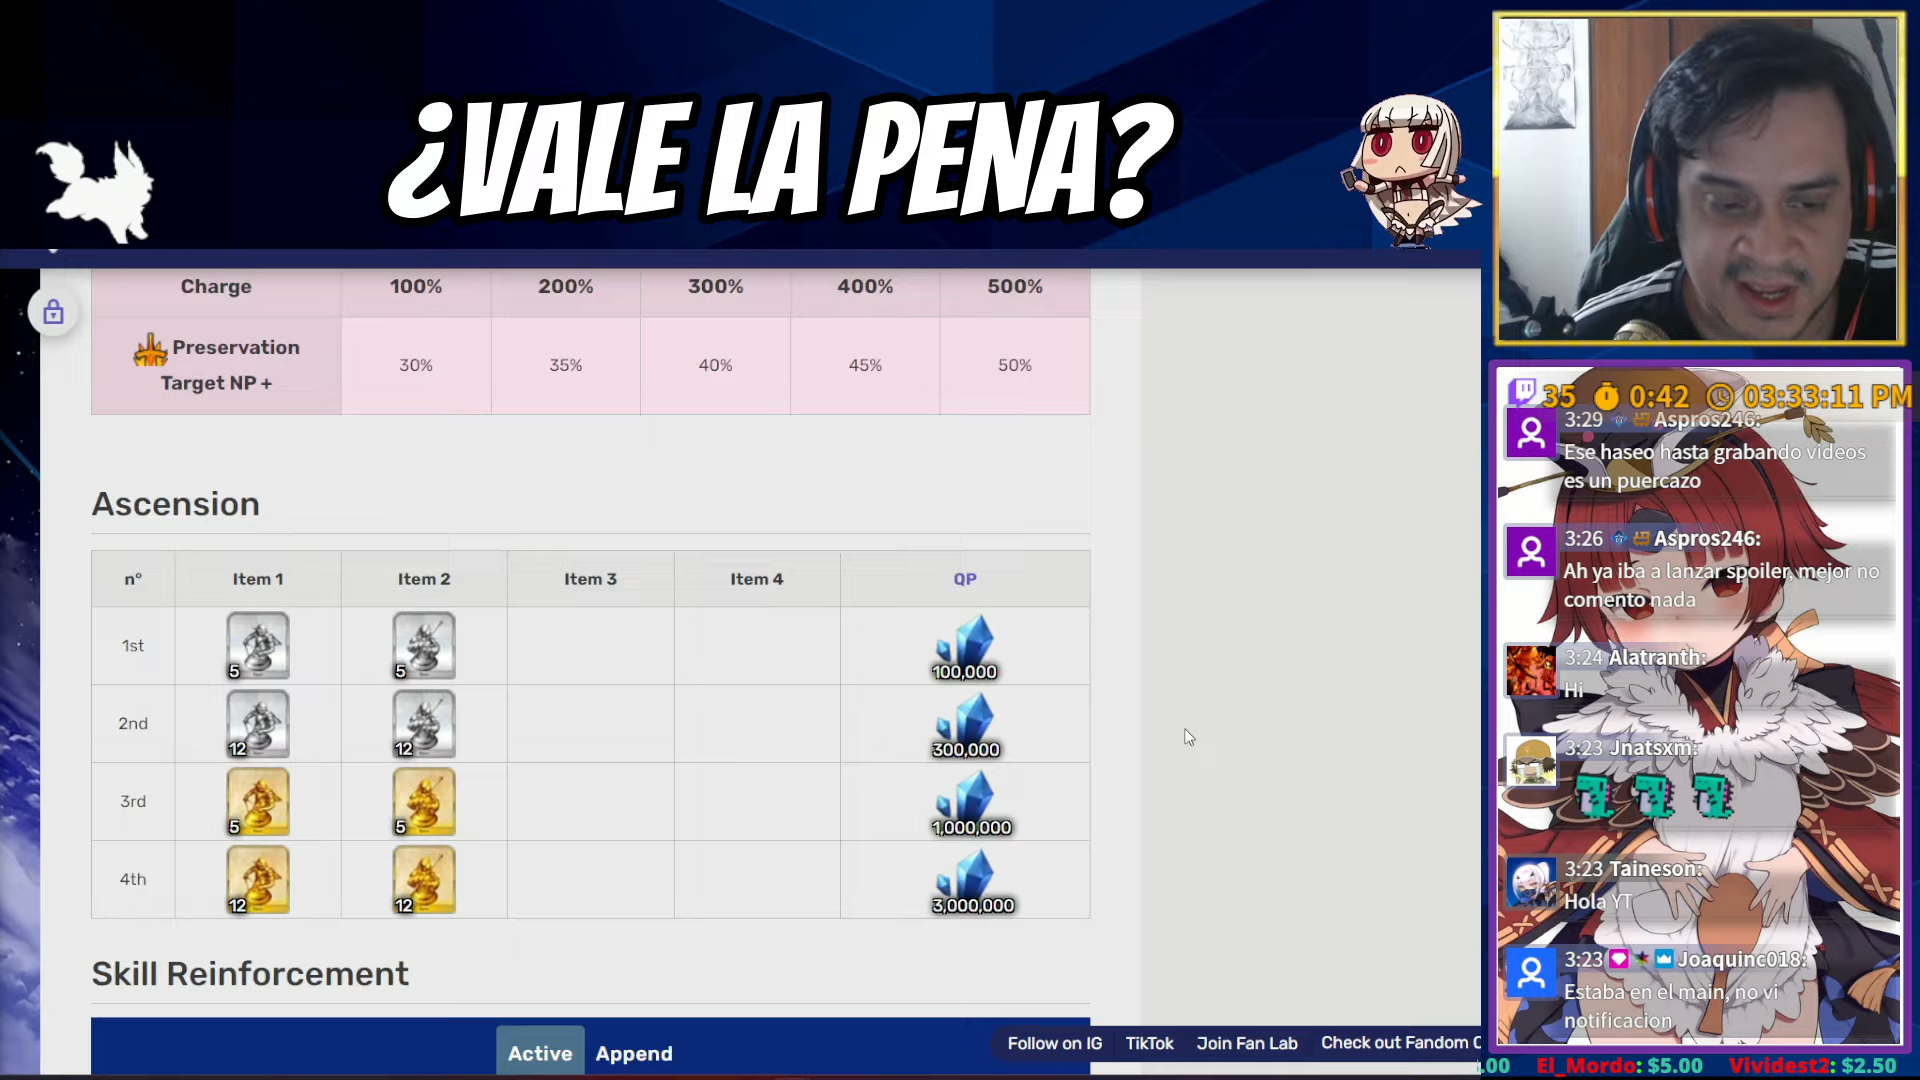 ¿VALE LA PENA?
Charge 100% 200% 300% 400% 500%
Preservation
Target NP + 30% 35% 40% 45% 50%
Ascension
n° Item 1 Item 2 Item 3 Item 4 QP
1st 5 5 100,000
2nd 12 12 300,000
3rd 5 5 1,000,000
4th 12 12 3,000,000
Skill Reinforcement
Active Append
Follow on IG TikTok Join Fan Lab Check out Fandom
35 0:42 03:33:11 PM
3:29 Aspros246:
Ese haseo hasta grabando videos
es un puercazo
3:26 Aspros246:
Ah ya iba a lanzar spoiler, mejor no
comento nada
3:24 Alatranth:
Hi
3:23 Jnatsxm:
3:23 Taineson:
Hola YT
3:23 Joaquinc018:
Estaba en el main, no vi
notificacion
.00 El_Mordo: $5.00 Vividest2: $2.50